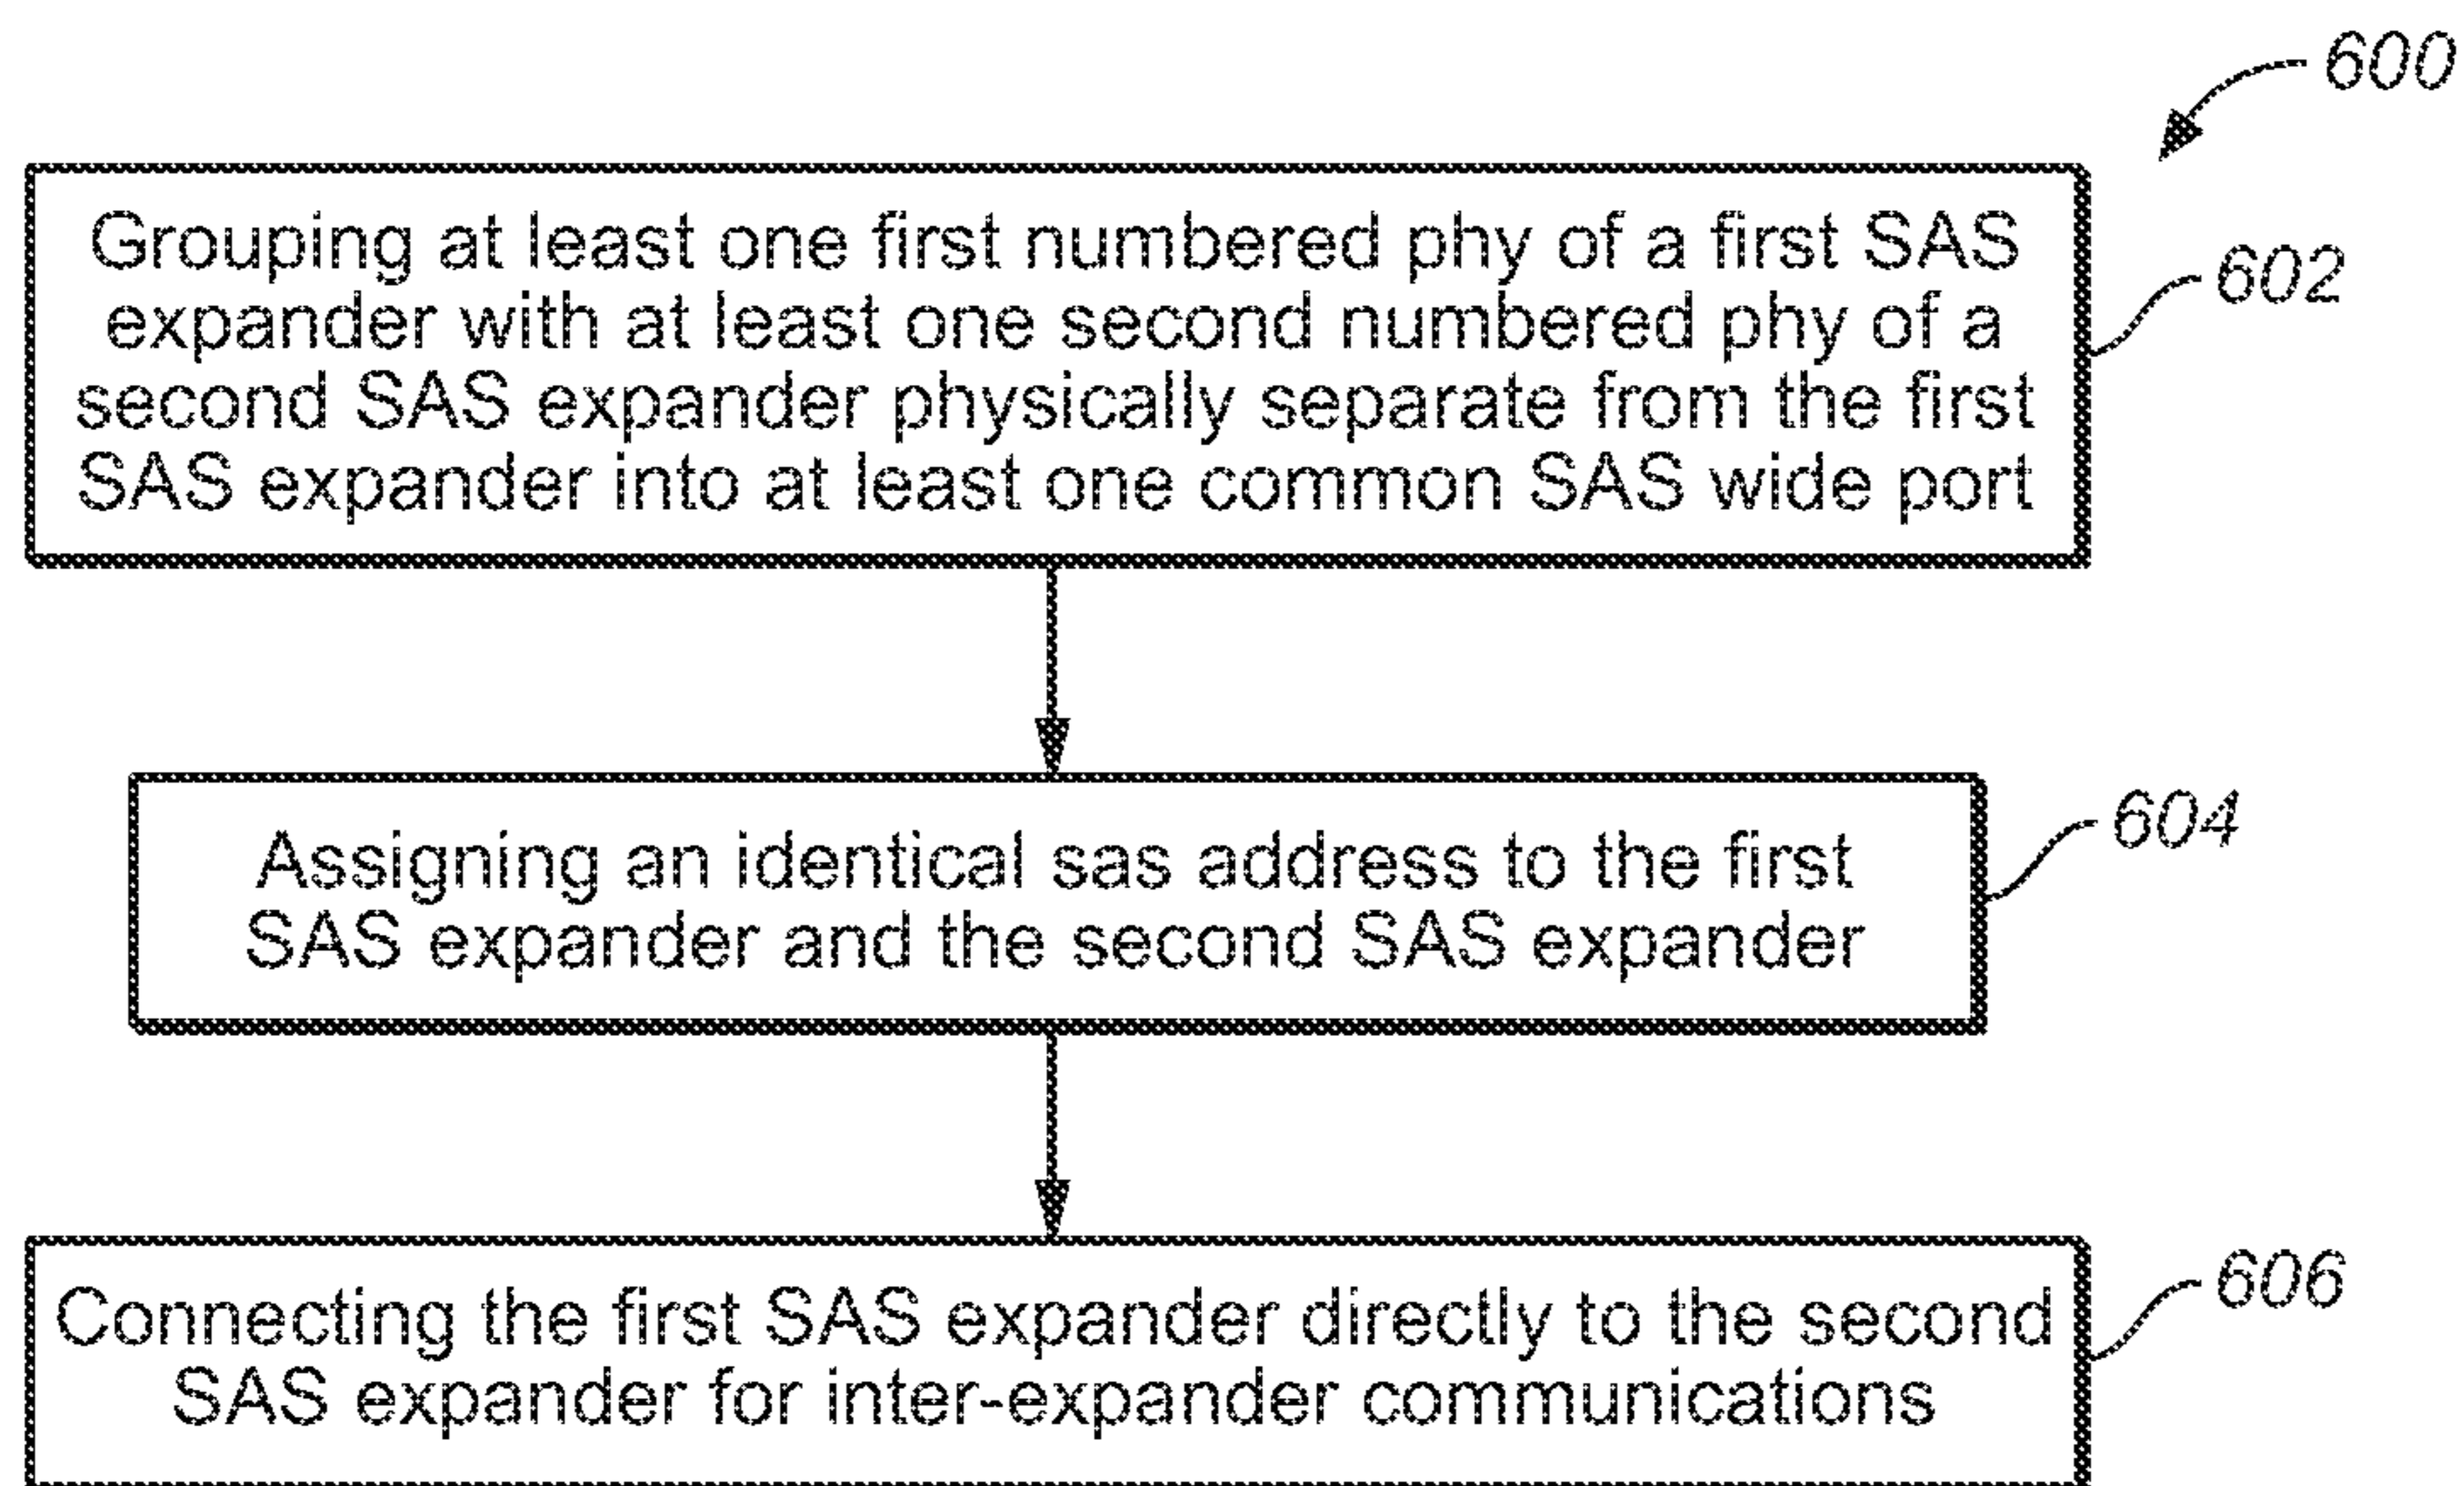 600
Grouping at least one first numbered phy of a first SAS
expander with at least one second numbered phy of a
second SAS expander physically separate from the first
SAS expander into at least one common SAS wide port
602
Assigning an identical sas address to the first
SAS expander and the second SAS expander
604
Connecting the first SAS expander directly to the second
SAS expander for inter-expander communications
606